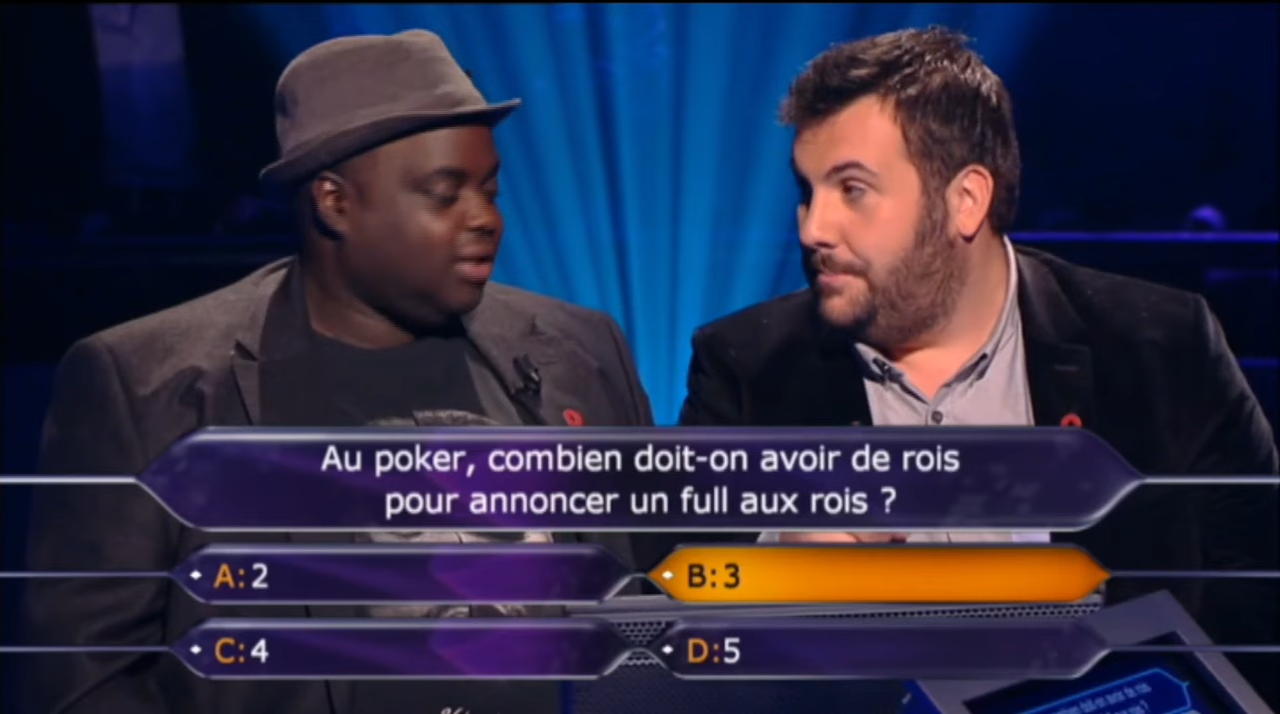 Au poker, combien doit-on avoir de rois
pour annoncer un full aux rois ?
A: 2
B: 3
C: 4
D: 5